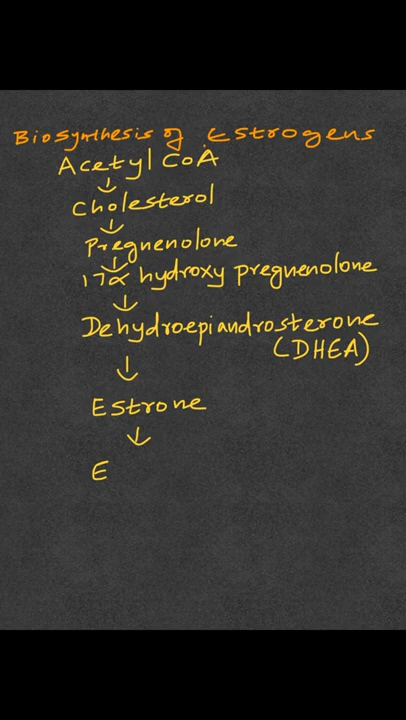 Biosynthesis of Estrogens
Acetyl CoA
↓
Cholesterol
↓
Pregnenolone
↓
17α hydroxy pregnenolone
↓
Dehydroepiandrosterone
(DHEA)
↓
Estrone
↓
E